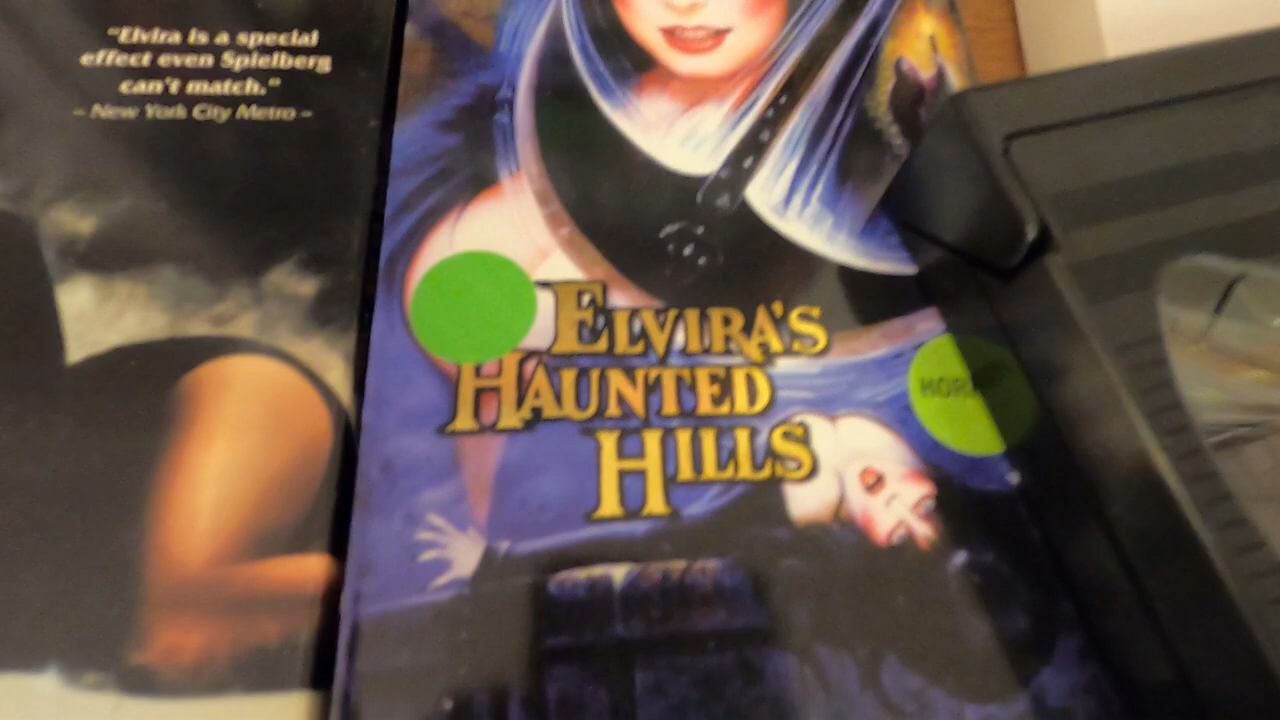 "Elvira is a special
effect even Spielberg
can't match."
– New York City Metro –
ELVIRA'S
HAUNTED
HILLS